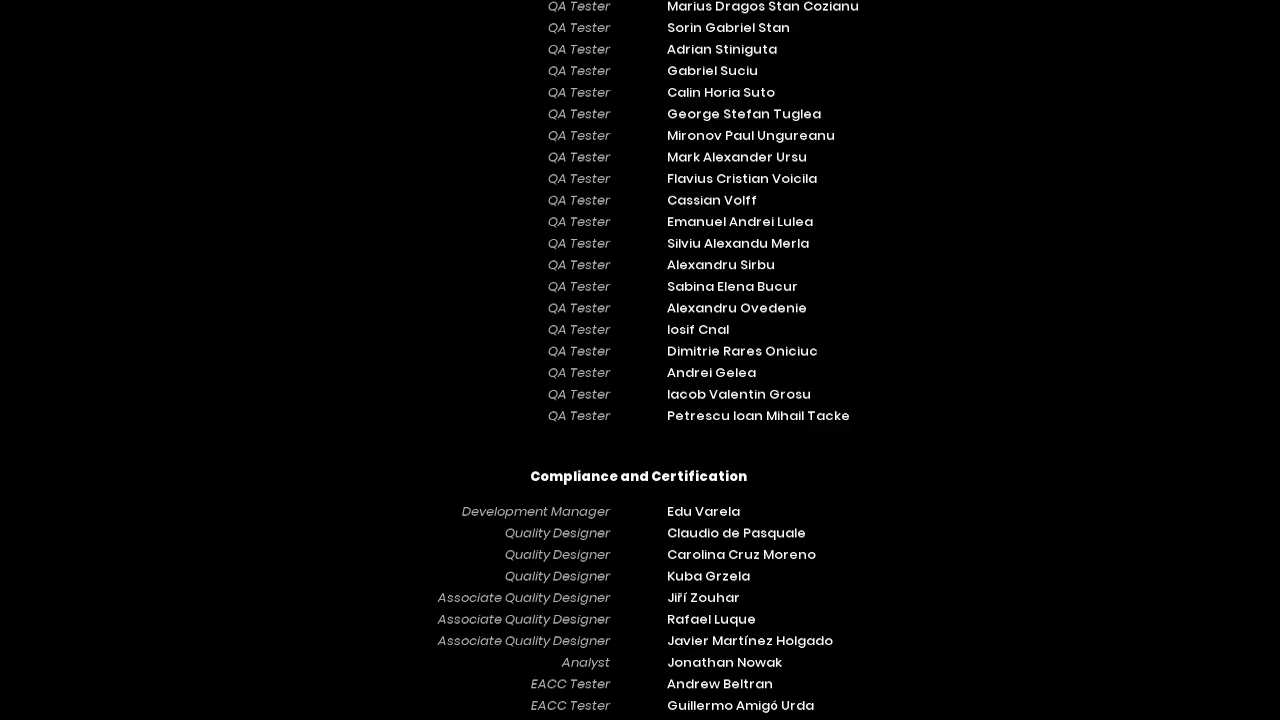 QA Tester Marius Dragos Stan Cozianu
QA Tester Sorin Gabriel Stan
QA Tester Adrian Stiniguta
QA Tester Gabriel Suciu
QA Tester Calin Horia Suto
QA Tester George Stefan Tuglea
QA Tester Mironov Paul Ungureanu
QA Tester Mark Alexander Ursu
QA Tester Flavius Cristian Voicila
QA Tester Cassian Volff
QA Tester Emanuel Andrei Lulea
QA Tester Silviu Alexandu Merla
QA Tester Alexandru Sirbu
QA Tester Sabina Elena Bucur
QA Tester Alexandru Ovedenie
QA Tester Iosif Cnal
QA Tester Dimitrie Rares Oniciuc
QA Tester Andrei Gelea
QA Tester Iacob Valentin Grosu
QA Tester Petrescu Ioan Mihail Tacke
Compliance and Certification
Development Manager Edu Varela
Quality Designer Claudio de Pasquale
Quality Designer Carolina Cruz Moreno
Quality Designer Kuba Grzela
Associate Quality Designer Jiří Zouhar
Associate Quality Designer Rafael Luque
Associate Quality Designer Javier Martínez Holgado
Analyst Jonathan Nowak
EACC Tester Andrew Beltran
EACC Tester Guillermo Amigó Urda